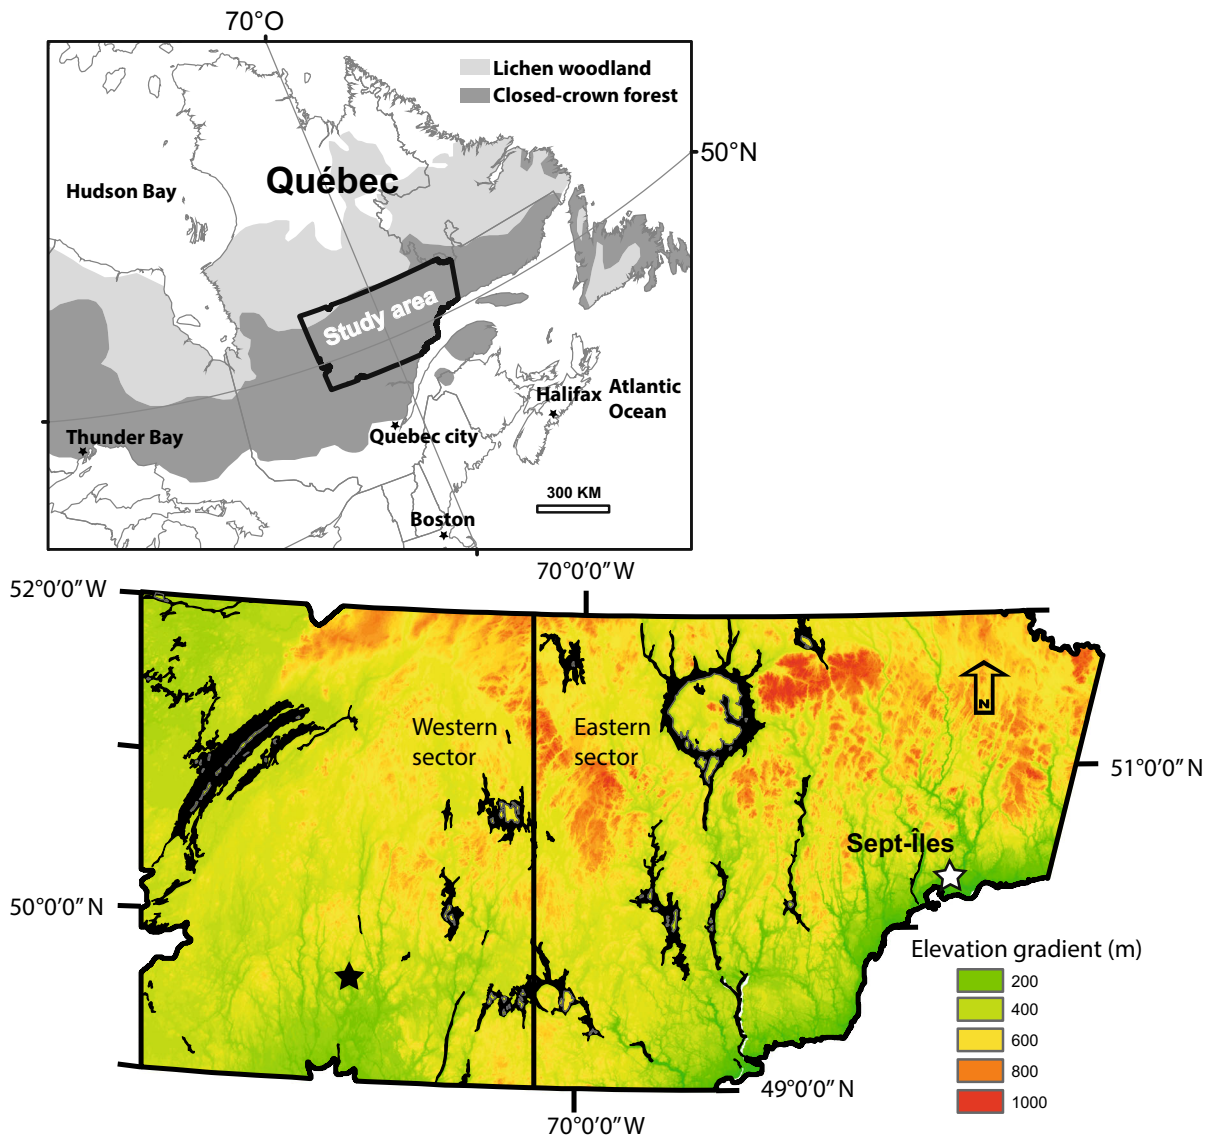 70°O
Lichen woodland
Closed-crown forest
50°N
Québec
Hudson Bay
Study area
Halifax
Atlantic
Ocean
Thunder Bay
Quebec city
300 KM
Boston
70°0'0"W
52°0'0"W
Western
sector
Eastern
sector
N
51°0'0"N
Sept-Îles
50°0'0"N
Elevation gradient (m)
200
400
600
800
1000
49°0'0"N
70°0'0"W